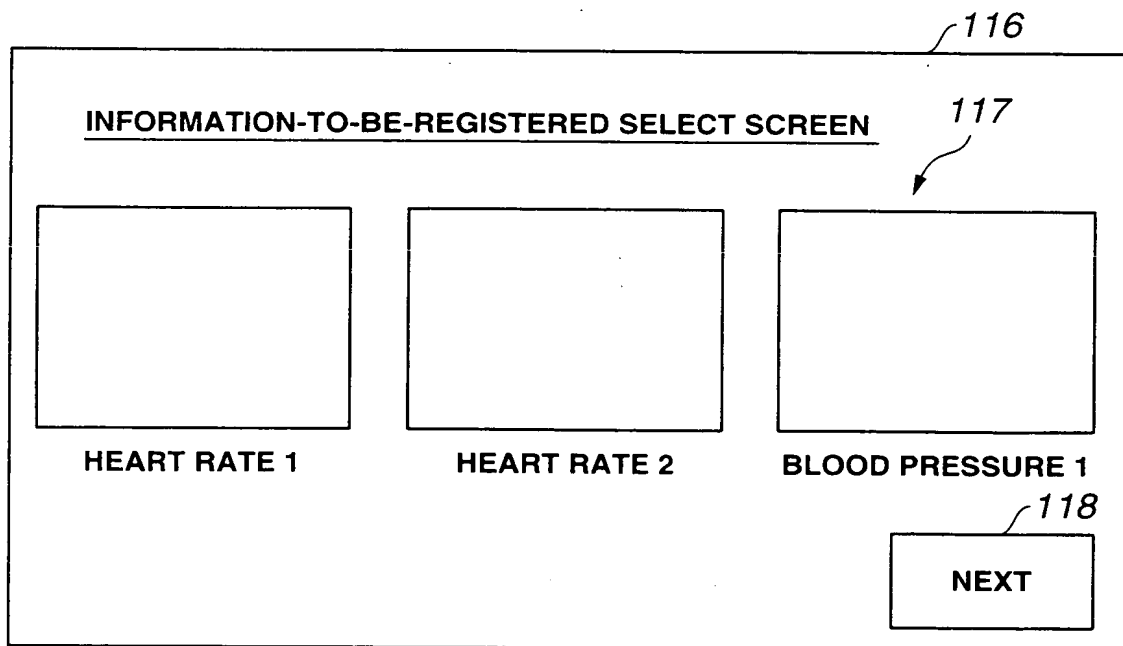 116
INFORMATION-TO-BE-REGISTERED SELECT SCREEN
117
HEART RATE 1
HEART RATE 2
BLOOD PRESSURE 1
118
NEXT